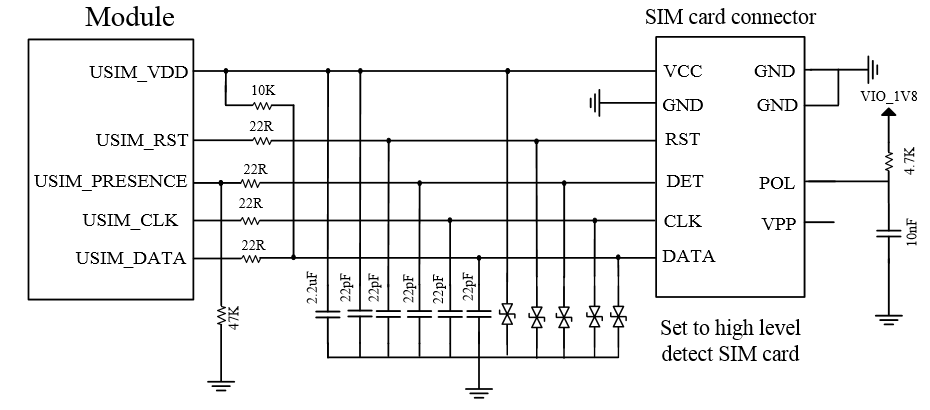 Module
SIM card connector
USIM_VDD
10K
USIM_RST
22R
USIM_PRESENCE
22R
USIM_CLK
22R
USIM_DATA
22R
47K
2.2uF
22pF
22pF
22pF
22pF
22pF
VCC
GND
GND
GND
RST
DET
POL
CLK
VPP
DATA
VIO_1V8
4.7K
10nF
Set to high level
detect SIM card